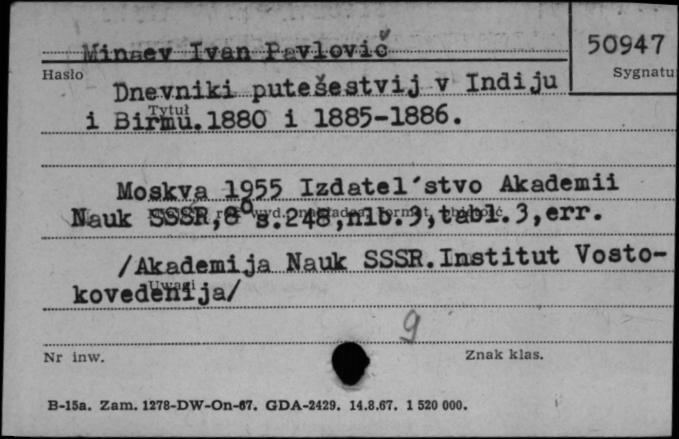 Minaev Ivan Pavlovič
50947
Hasło
Sygnatu
Dnevniki putešestvij v Indiju
Tytuł
i Birmu.1880 i 1885-1886.
Moskva 1955 Izdatel´stvo Akademii
Nauk SSSR,8° s.248,nlb.3,tabl.3,err.
/Akademija Nauk SSSR.Institut Vosto-
kovedenija/
Uwagi
9
Nr inw.
Znak klas.
B-15a. Zam. 1278-DW-On-67. GDA-2429. 14.8.67. 1 520 000.